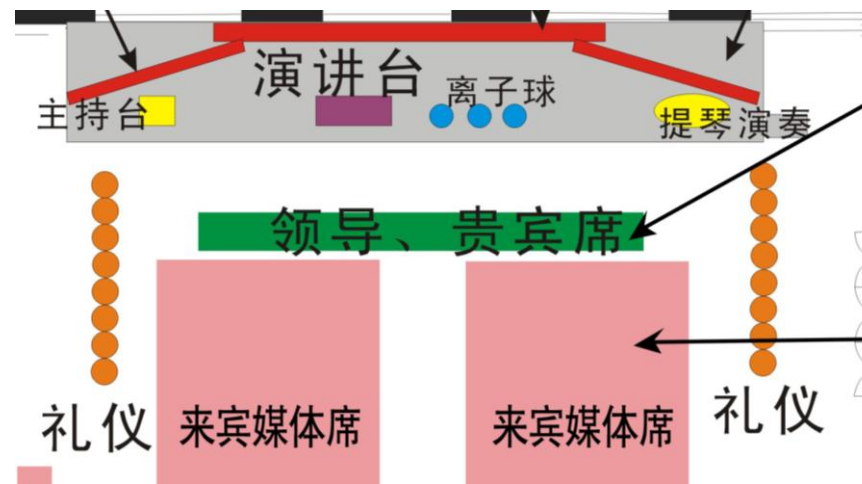 演讲台
离子球
主持台
提琴演奏
领导、贵宾席
礼仪
来宾媒体席
来宾媒体席
礼仪